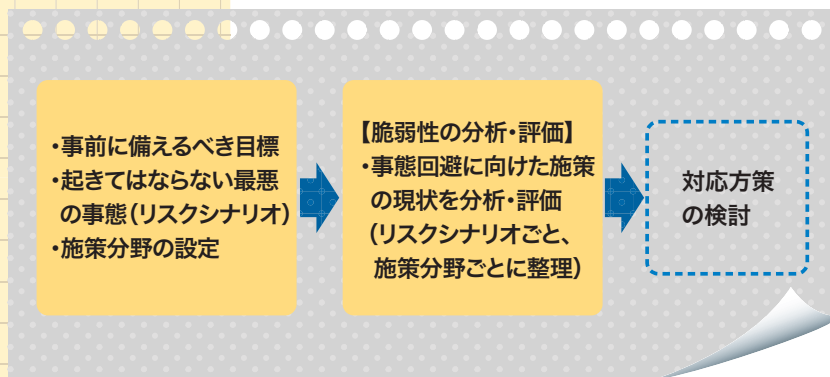 ・事前に備えるべき目標
・起きてはならない最悪
の事態（リスクシナリオ）
・施策分野の設定
【脆弱性の分析・評価】
・事態回避に向けた施策
の現状を分析・評価
（リスクシナリオごと、
施策分野ごとに整理）
対応方策
の検討